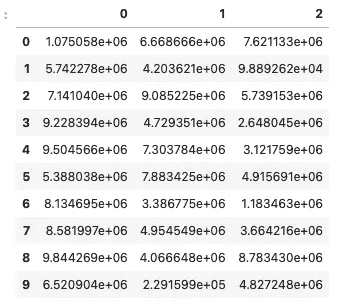 :
0 1 2
0 1.075058e+06 6.668666e+06 7.621133e+06
1 5.742278e+06 4.203621e+06 9.889262e+04
2 7.141040e+06 9.085225e+06 5.739153e+06
3 9.228394e+06 4.729351e+06 2.648045e+06
4 9.504566e+06 7.303784e+06 3.121759e+06
5 5.388038e+06 7.883425e+06 4.915691e+06
6 8.134695e+06 3.386775e+06 1.183463e+06
7 8.581997e+06 4.954549e+06 3.664216e+06
8 9.844269e+06 4.066648e+06 8.783430e+06
9 6.520904e+06 2.291599e+05 4.827248e+06